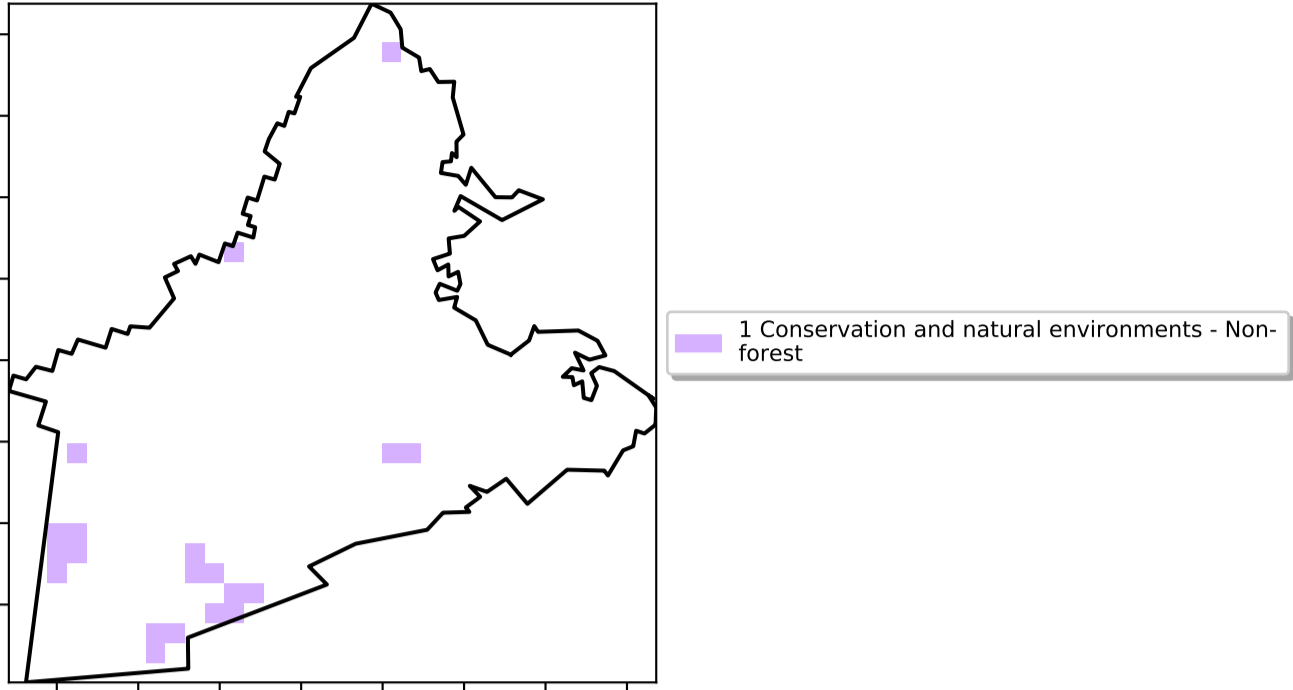 1 Conservation and natural environments - Non-
forest